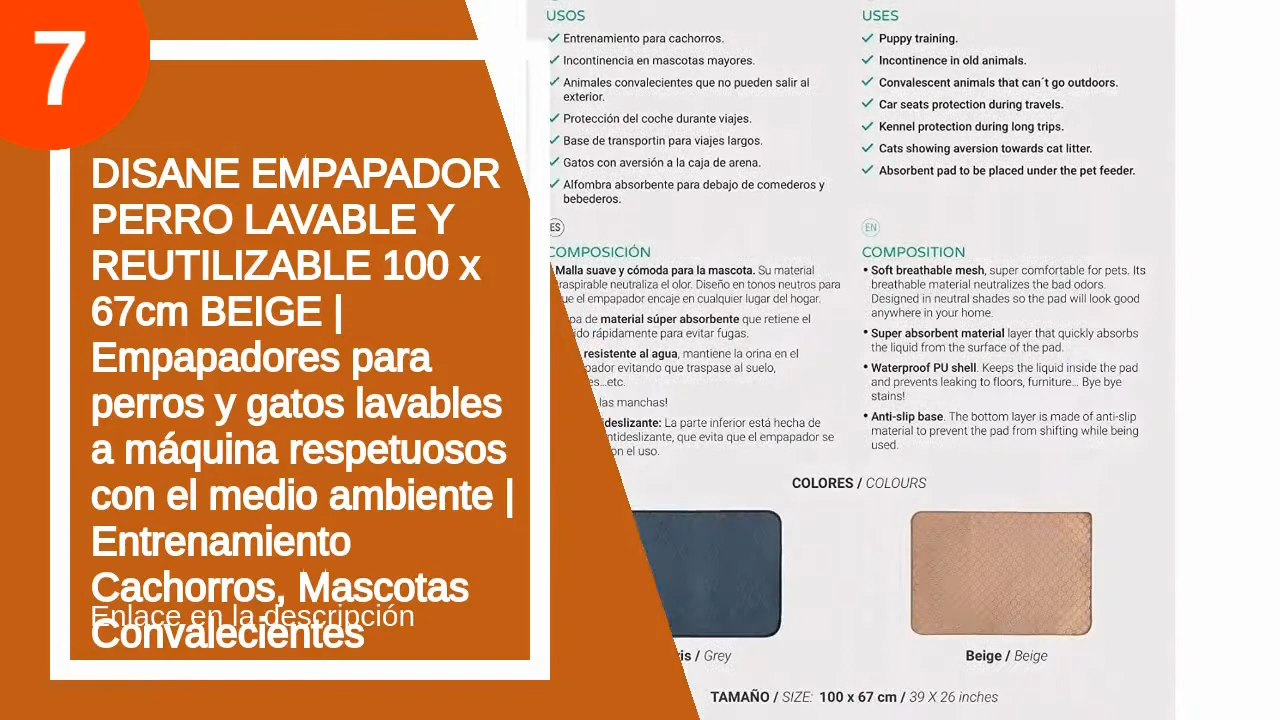 7
DISANE EMPAPADOR
PERRO LAVABLE Y
REUTILIZABLE 100 x
67cm BEIGE |
Empapadores para
perros y gatos lavables
a máquina respetuosos
con el medio ambiente |
Entrenamiento
Cachorros, Mascotas
Convalecientes
Enlace en la descripción
USOS
Entrenamiento para cachorros.
Incontinencia en mascotas mayores.
Animales convalecientes que no pueden salir al
exterior.
Protección del coche durante viajes.
Base de transportin para viajes largos.
Gatos con aversión a la caja de arena.
Alfombra absorbente para debajo de comederos y
bebederos.
ES
COMPOSICIÓN
Malla suave y cómoda para la mascota. Su material
raspirable neutraliza el olor. Diseño en tonos neutros para
ue el empapador encaje en cualquier lugar del hogar.
pa de material súper absorbente que retiene el
ido rápidamente para evitar fugas.
resistente al agua, mantiene la orina en el
pador evitando que traspase al suelo,
es...etc.
las manchas!
deslizante: La parte inferior está hecha de
ntideslizante, que evita que el empapador se
on el uso.
USES
Puppy training.
Incontinence in old animals.
Convalescent animals that can´t go outdoors.
Car seats protection during travels.
Kennel protection during long trips.
Cats showing aversion towards cat litter.
Absorbent pad to be placed under the pet feeder.
EN
COMPOSITION
• Soft breathable mesh, super comfortable for pets. Its
breathable material neutralizes the bad odors.
Designed in neutral shades so the pad will look good
anywhere in your home.
• Super absorbent material layer that quickly absorbs
the liquid from the surface of the pad.
• Waterproof PU shell. Keeps the liquid inside the pad
and prevents leaking to floors, furniture... Bye bye
stains!
• Anti-slip base. The bottom layer is made of anti-slip
material to prevent the pad from shifting while being
used.
COLORES / COLOURS
ris / Grey
Beige / Beige
TAMAÑO / SIZE: 100 x 67 cm / 39 X 26 inches